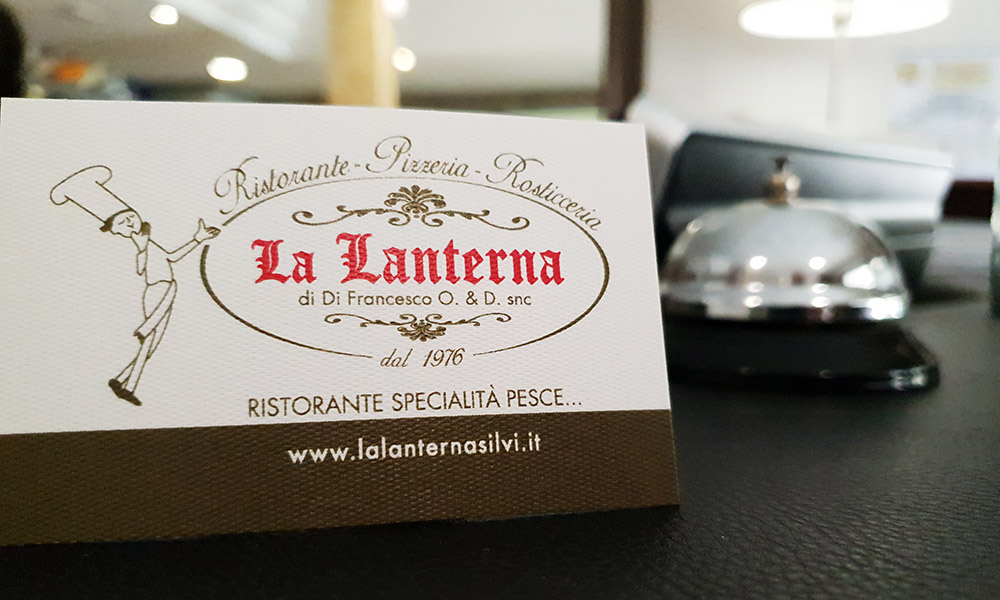 Ristorante - Pizzeria - Rosticceria
La Lanterna
di Di Francesco O. & D. snc
dal 1976
RISTORANTE SPECIALITÀ PESCE...
www.lalanternasilvi.it